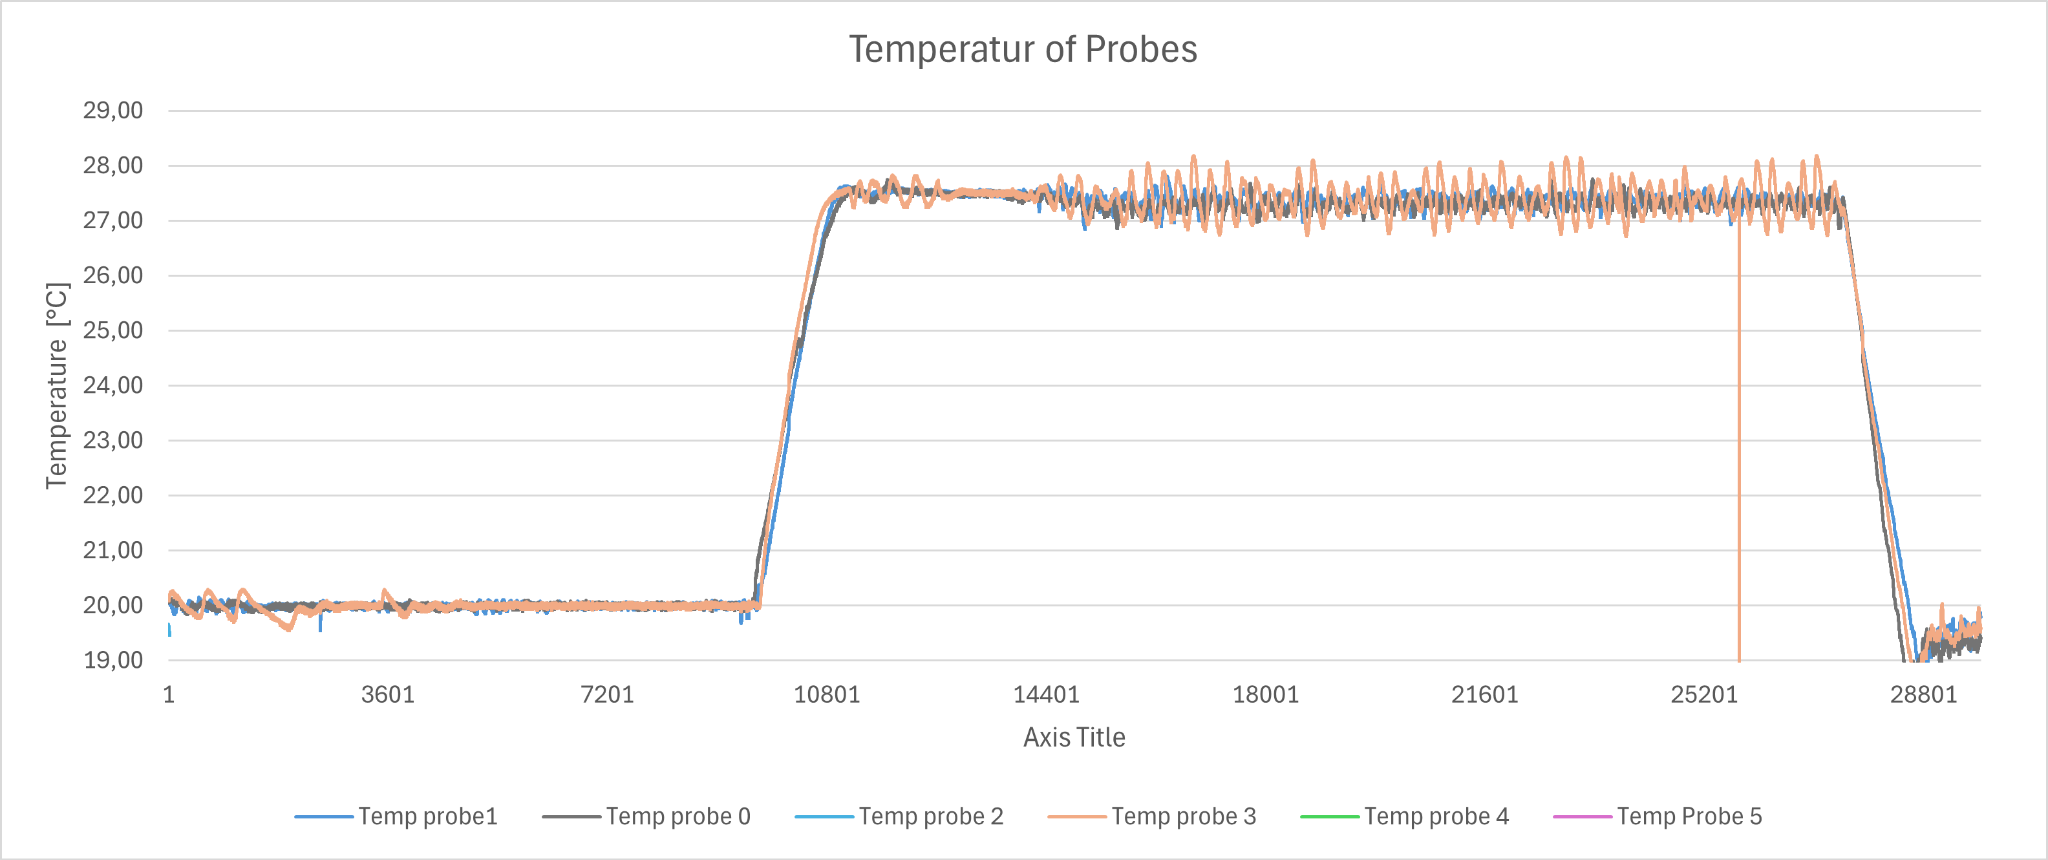 Temperatur of Probes
29,00
28,00
27,00
26,00
25,00
24,00
23,00
22,00
21,00
20,00
19,00
Temperature [°C]
1 3601 7201 10801 14401 18001 21601 25201 28801
Axis Title
Temp probe1 Temp probe 0 Temp probe 2 Temp probe 3 Temp probe 4 Temp Probe 5